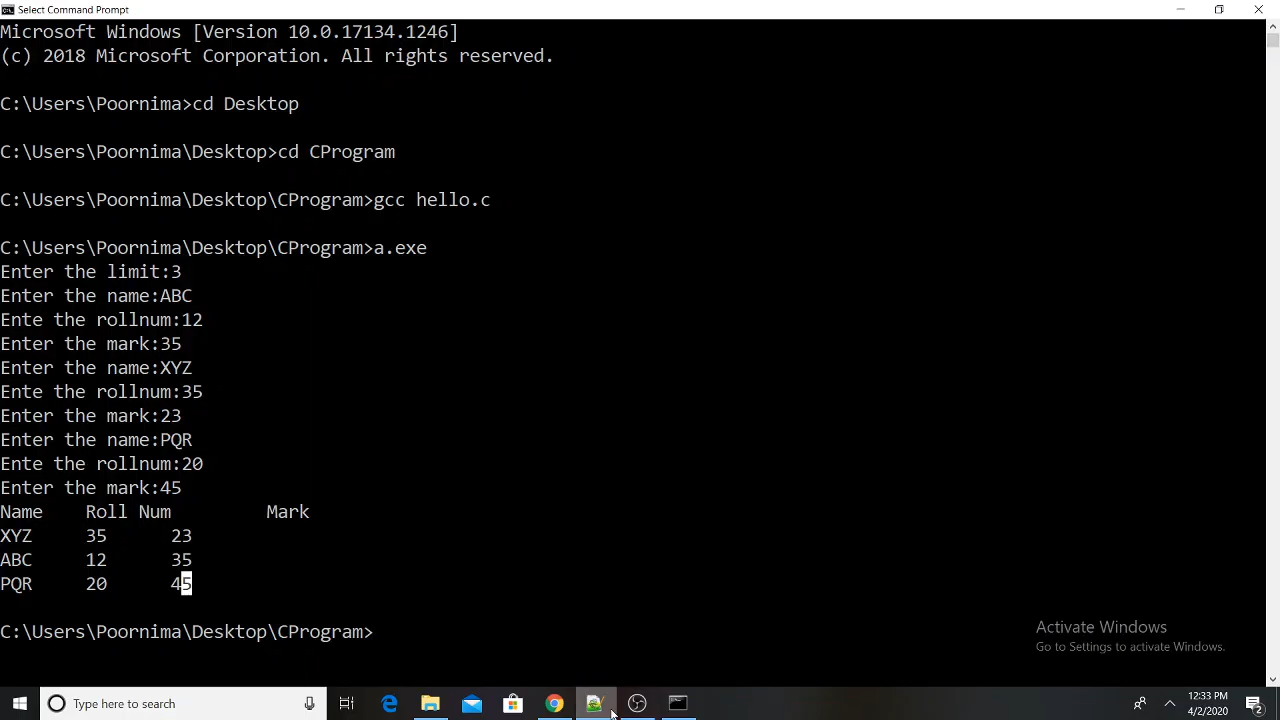 Select Command Prompt
Microsoft Windows [Version 10.0.17134.1246]
(c) 2018 Microsoft Corporation. All rights reserved.
C:\Users\Poornima>cd Desktop
C:\Users\Poornima\Desktop>cd CProgram
C:\Users\Poornima\Desktop\CProgram>gcc hello.c
C:\Users\Poornima\Desktop\CProgram>a.exe
Enter the limit:3
Enter the name:ABC
Ente the rollnum:12
Enter the mark:35
Enter the name:XYZ
Ente the rollnum:35
Enter the mark:23
Enter the name:PQR
Ente the rollnum:20
Enter the mark:45
Name Roll Num Mark
XYZ 35 23
ABC 12 35
PQR 20 45
C:\Users\Poornima\Desktop\CProgram>
Activate Windows
Go to Settings to activate Windows.
Type here to search
12:33 PM
4/2/2020
2